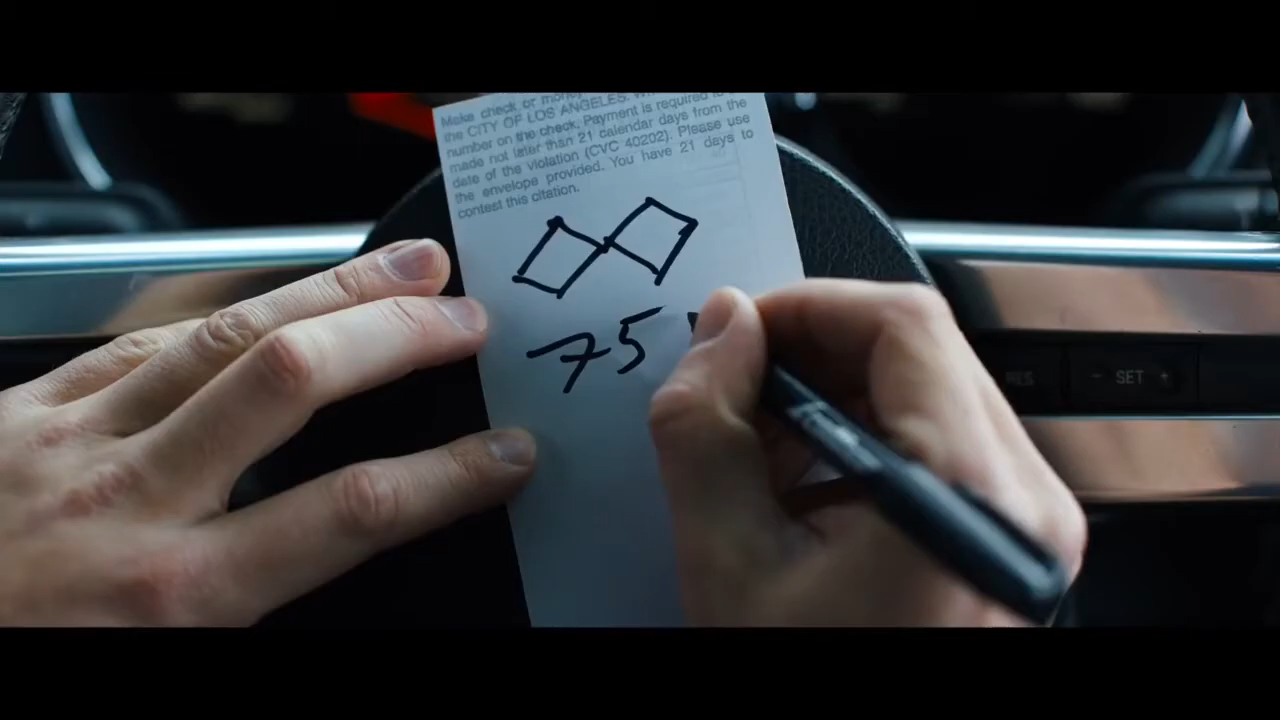 Make check or money
the CITY OF LOS ANGELES.
number on the check. Payment is required
made not later than 21 calendar days from the
date of the violation (CVC 40202). Please use
the envelope provided. You have 21 days to
contest this citation.
75
RES
- SET +